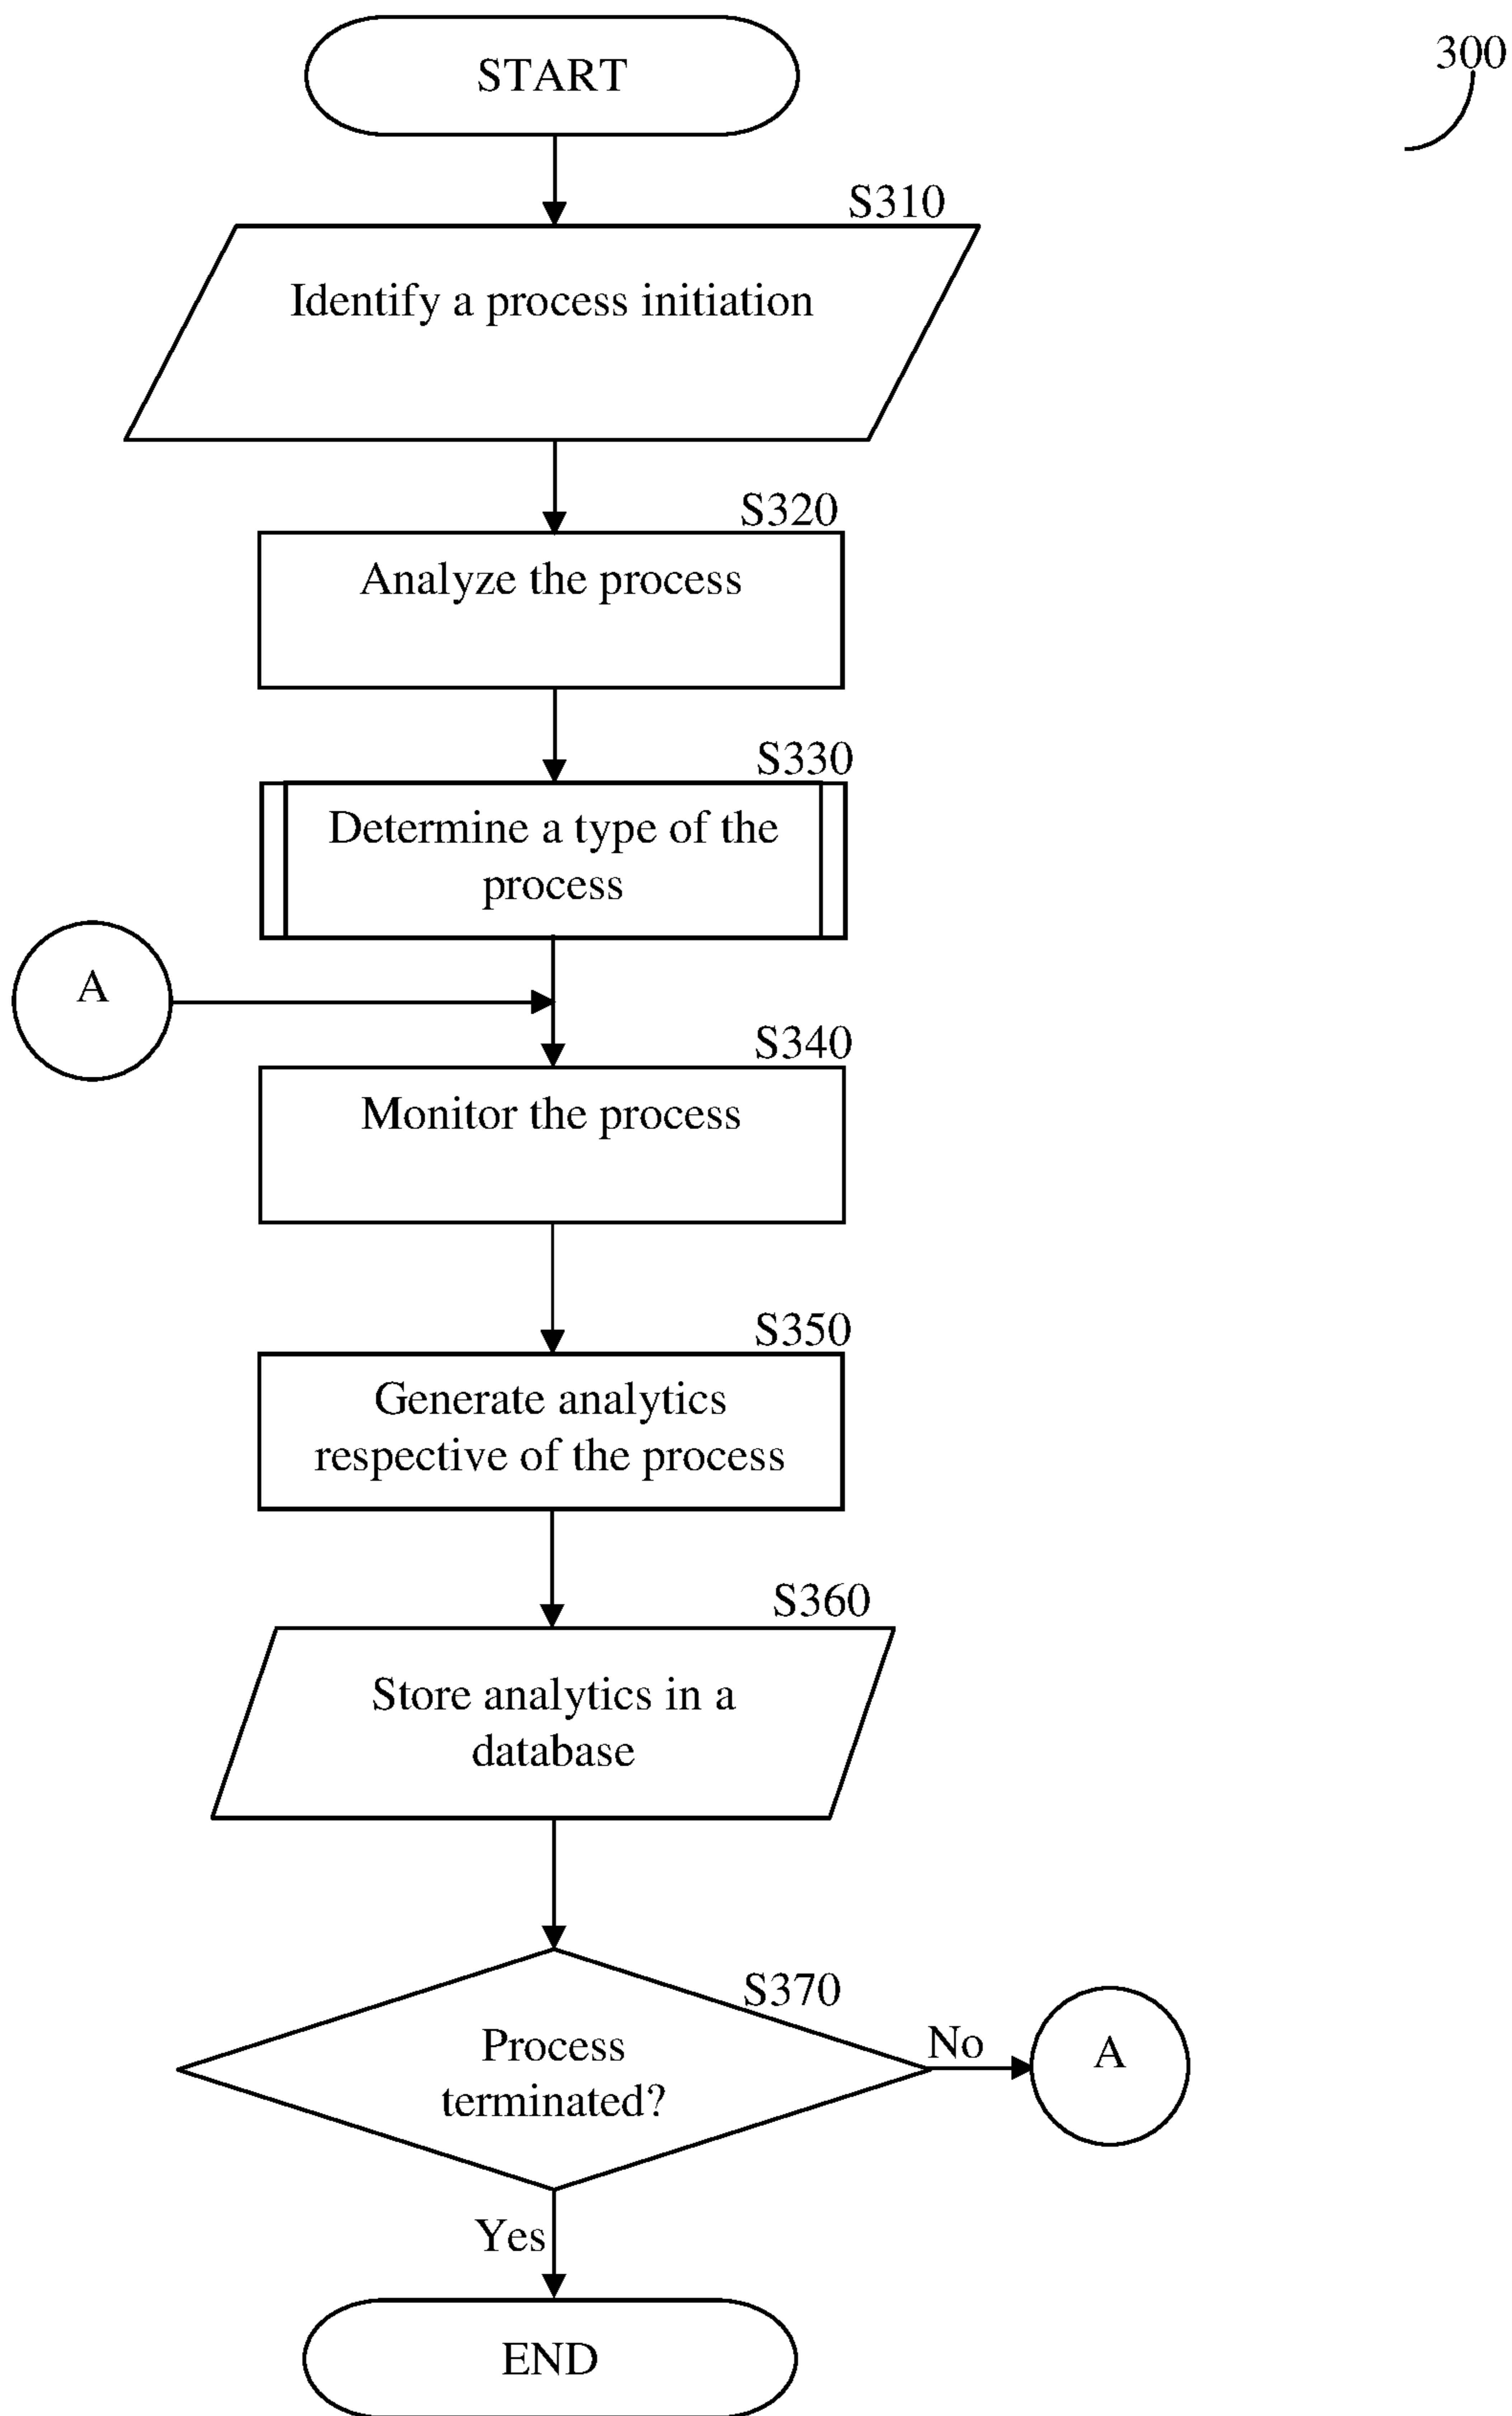 START
300
S310
Identify a process initiation
S320
Analyze the process
S330
Determine a type of the
process
A
S340
Monitor the process
S350
Generate analytics
respective of the process
S360
Store analytics in a
database
S370
Process
terminated?
No
A
Yes
END